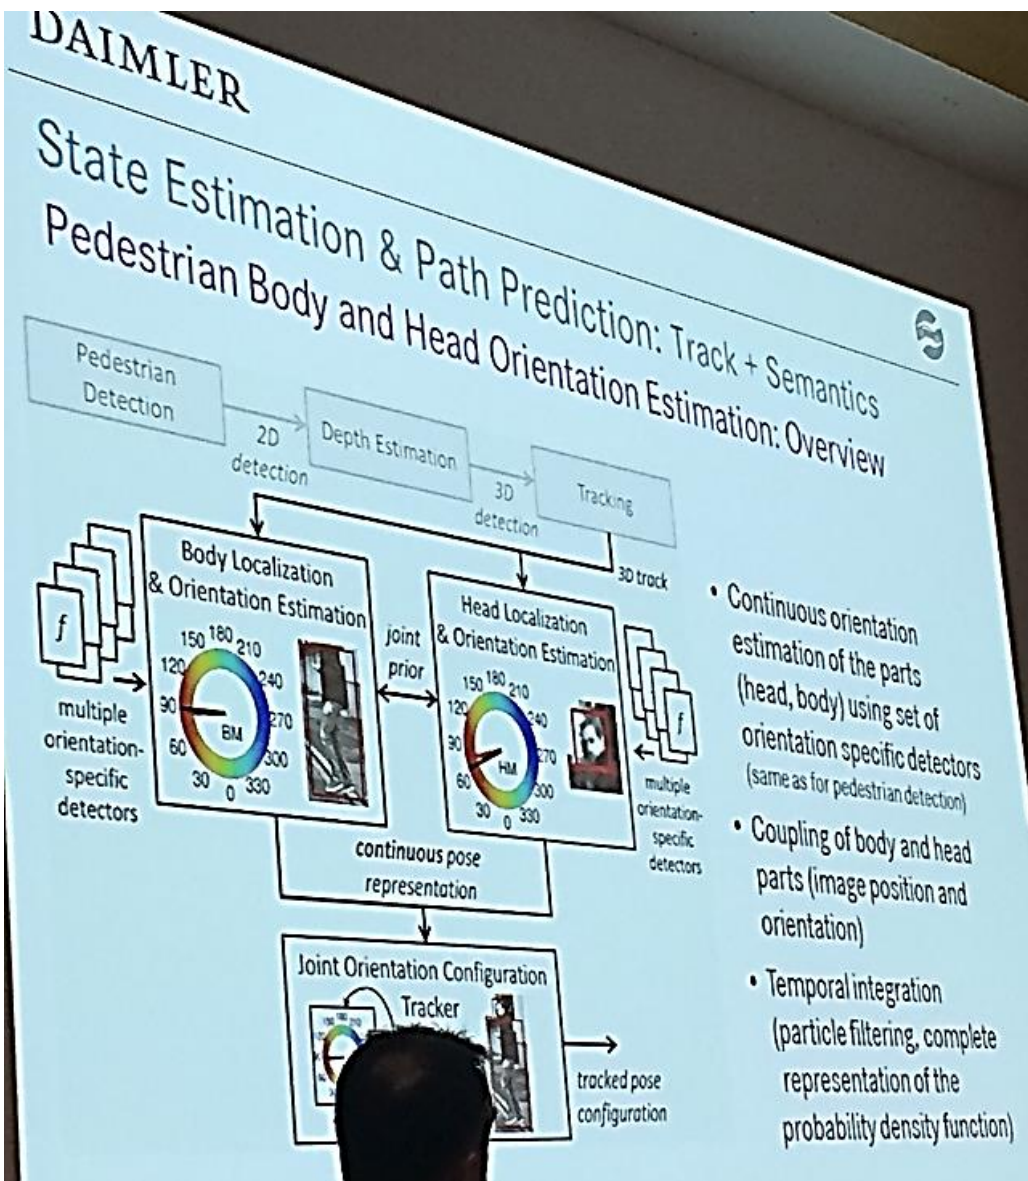 DAIMLER
State Estimation & Path Prediction: Track + Semantics
Pedestrian Body and Head Orientation Estimation: Overview
Pedestrian
Detection
2D
detection
Depth Estimation
3D
detection
Tracking
3D track
Body Localization
& Orientation Estimation
150 180 210
120 240
90 270
60 300
30 0 330
BM
f
multiple
orientation-
specific
detectors
joint
prior
Head Localization
& Orientation Estimation
150 180 210
120 240
90 270
60 300
30 0 330
HM
f
multiple
orientation-
specific
detectors
continuous pose
representation
Joint Orientation Configuration
Tracker
tracked pose
configuration
• Continuous orientation
estimation of the parts
(head, body) using set of
orientation specific detectors
(same as for pedestrian detection)
• Coupling of body and head
parts (image position and
orientation)
• Temporal integration
(particle filtering, complete
representation of the
probability density function)